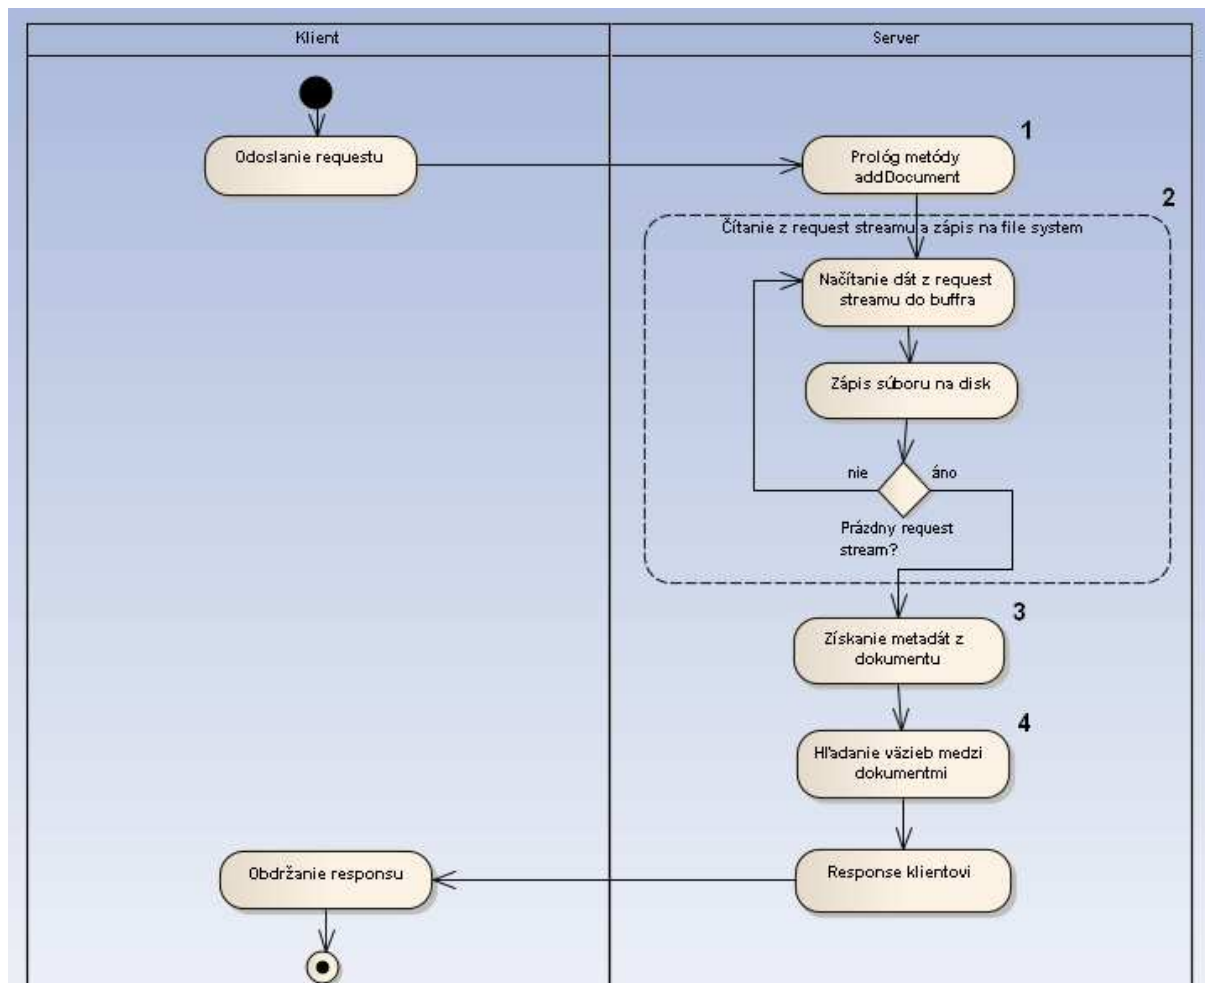 Klient
Server
Odoslanie requestu
1
Prológ metódy
addDocument
2
Čítanie z request streamu a zápis na file system
Načítanie dát z request
streamu do buffra
Zápis súboru na disk
nie
áno
Prázdny request
stream?
3
Získanie metadát z
dokumentu
4
Hľadanie väzieb medzi
dokumentmi
Obdržanie responsu
Response klientovi